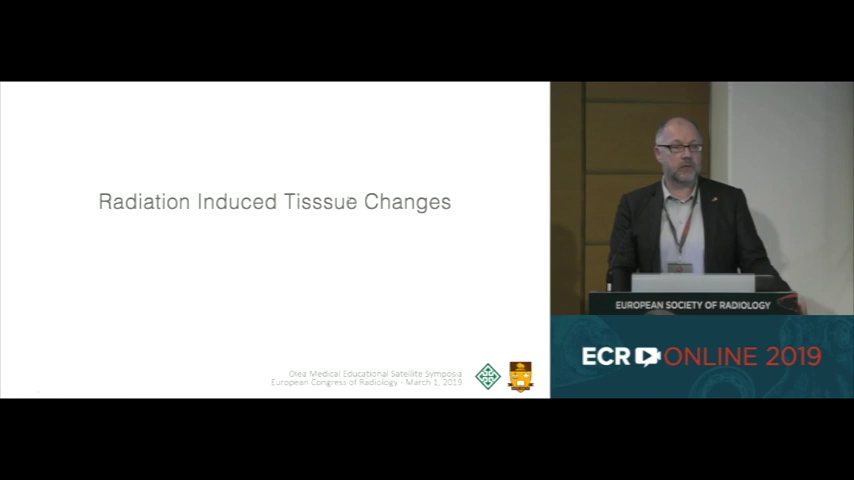 Radiation Induced Tisssue Changes
Olea Medical Educational Satellite Symposia
European Congress of Radiology - March 1, 2019
EUROPEAN SOCIETY OF RADIOLOGY
ECR ONLINE 2019